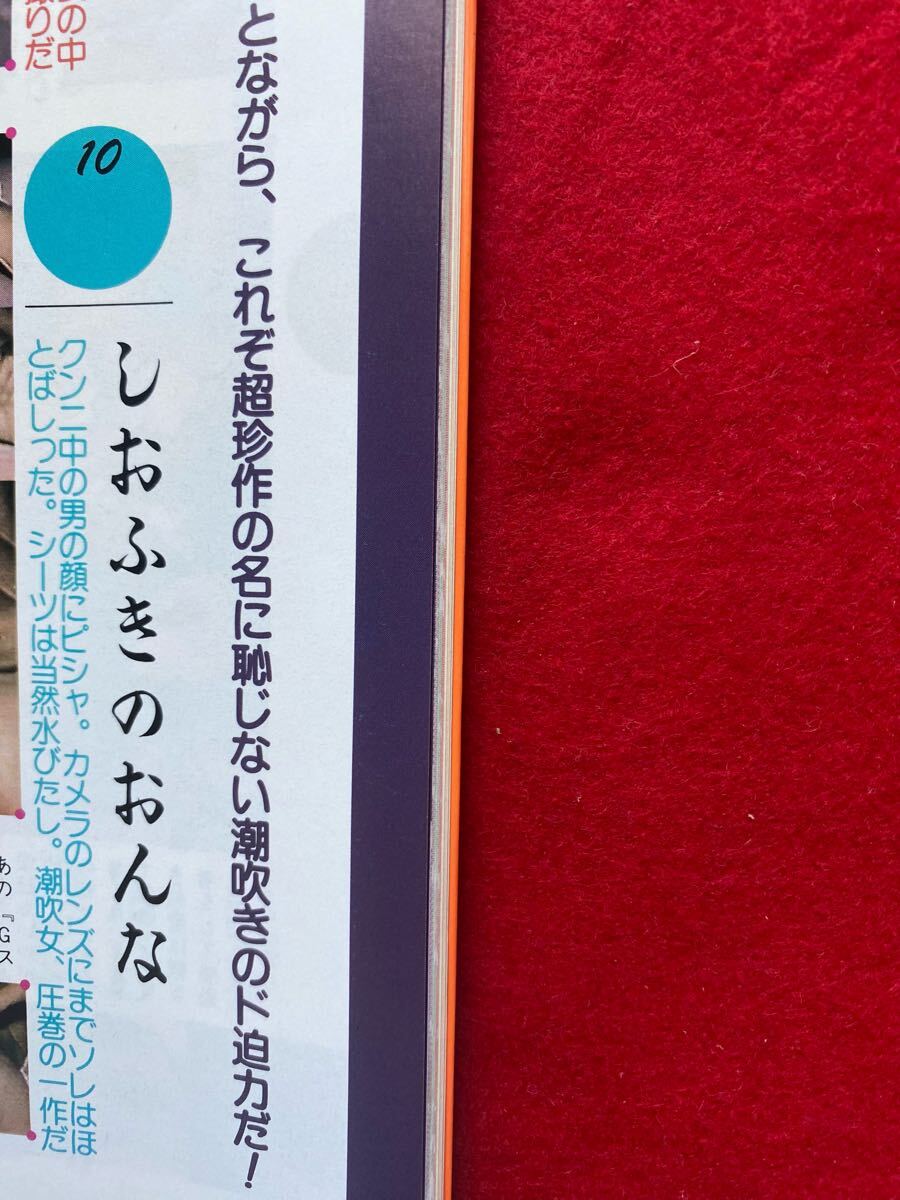 とながら、これぞ超珍作の名に恥じない潮吹きのド迫力だ！
10
しおふきのおんな
クンニ中の男の顔にピシャ。カメラのレンズにまでソレはほ
とばしった。シーツは当然水びたし。潮吹女、圧巻の一作だ
の中
撮りだ
あの『Gス